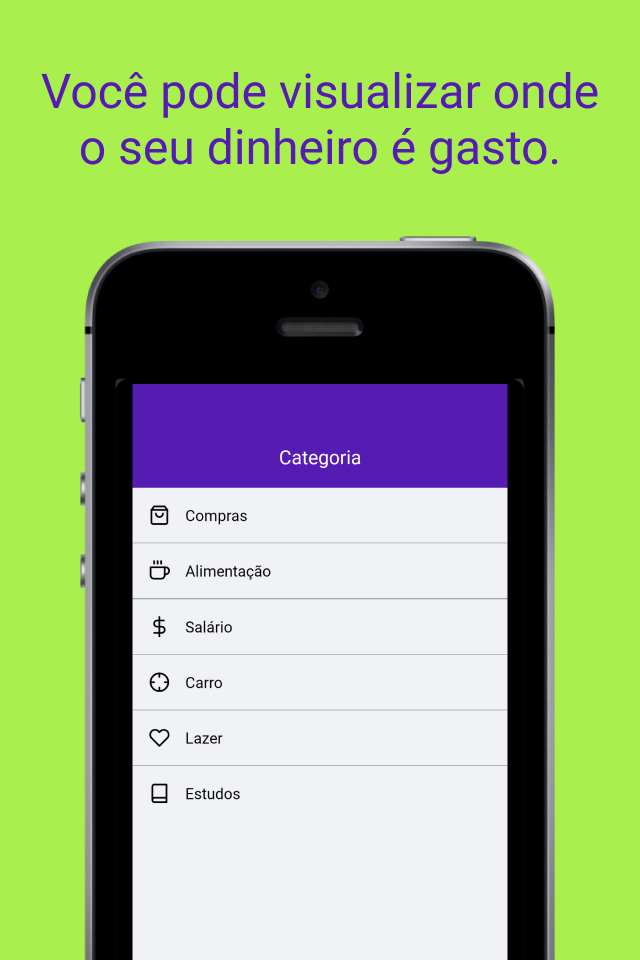 Você pode visualizar onde
o seu dinheiro é gasto.
Categoria
Compras
Alimentação
Salário
Carro
Lazer
Estudos